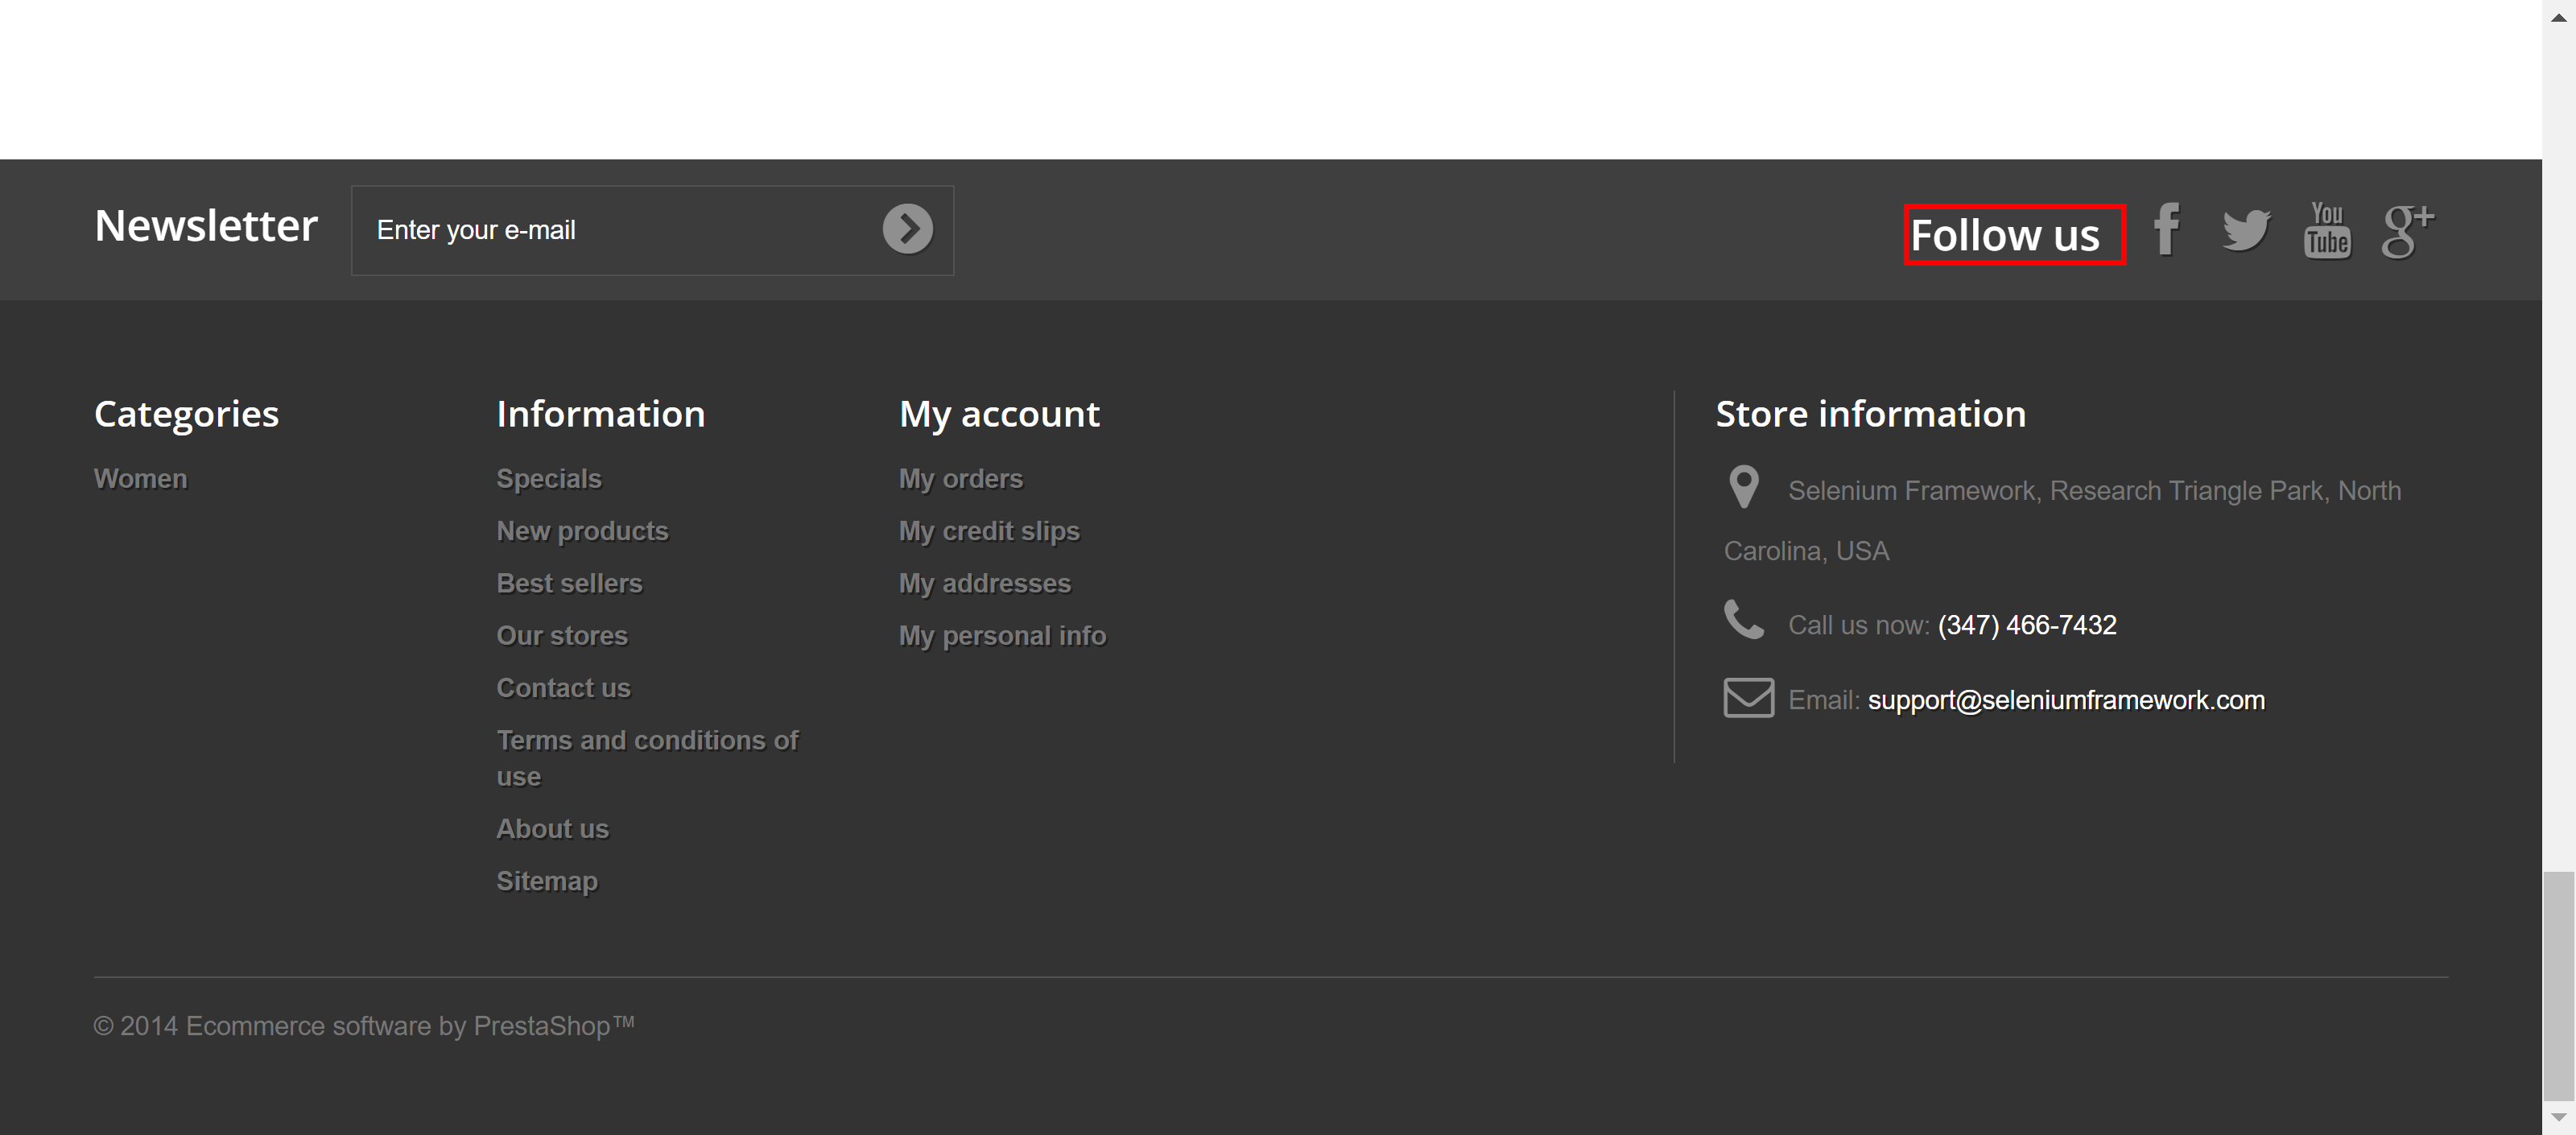 Newsletter
Enter your e-mail
Follow us
You
Tube
g+
Categories
Women
Information
Specials
New products
Best sellers
Our stores
Contact us
Terms and conditions of
use
About us
Sitemap
My account
My orders
My credit slips
My addresses
My personal info
Store information
Selenium Framework, Research Triangle Park, North
Carolina, USA
Call us now: (347) 466-7432
Email: support@seleniumframework.com
© 2014 Ecommerce software by PrestaShop™